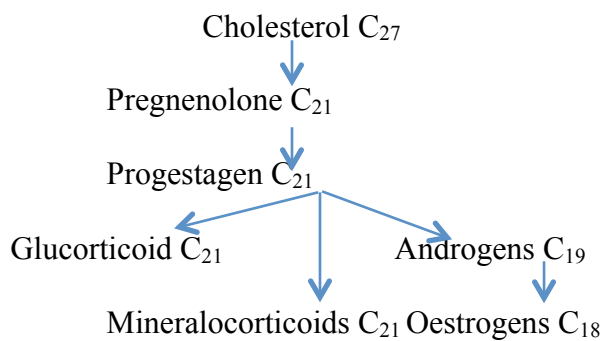 Cholesterol C₂₇
Pregnenolone C₂₁
Progestagen C₂₁
Glucorticoid C₂₁
Androgens C₁₉
Mineralocorticoids C₂₁ Oestrogens C₁₈